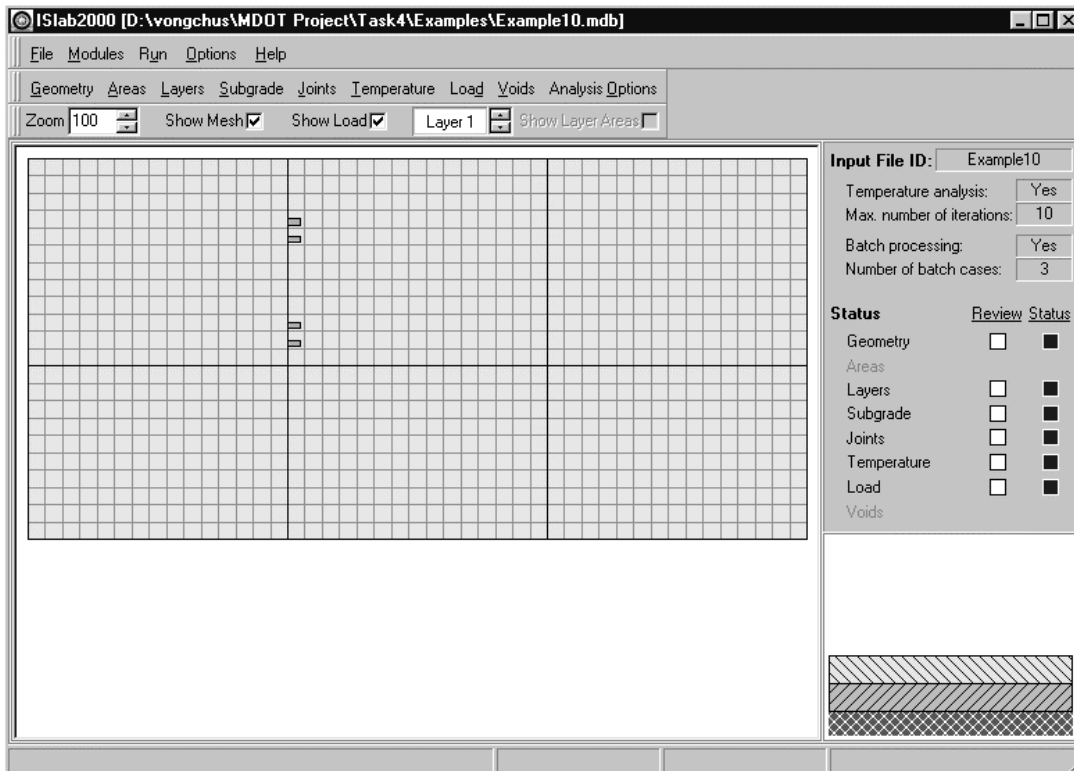 ISlab2000 [D:\vongchus\MDOT Project\Task4\Examples\Example10.mdb]
File Modules Run Options Help
Geometry Areas Layers Subgrade Joints Temperature Load Voids Analysis Options
Zoom 100 Show Mesh Show Load Layer 1 Show Layer Areas
Input File ID: Example10
Temperature analysis: Yes
Max. number of iterations: 10
Batch processing: Yes
Number of batch cases: 3
Status Review Status
Geometry
Areas
Layers
Subgrade
Joints
Temperature
Load
Voids